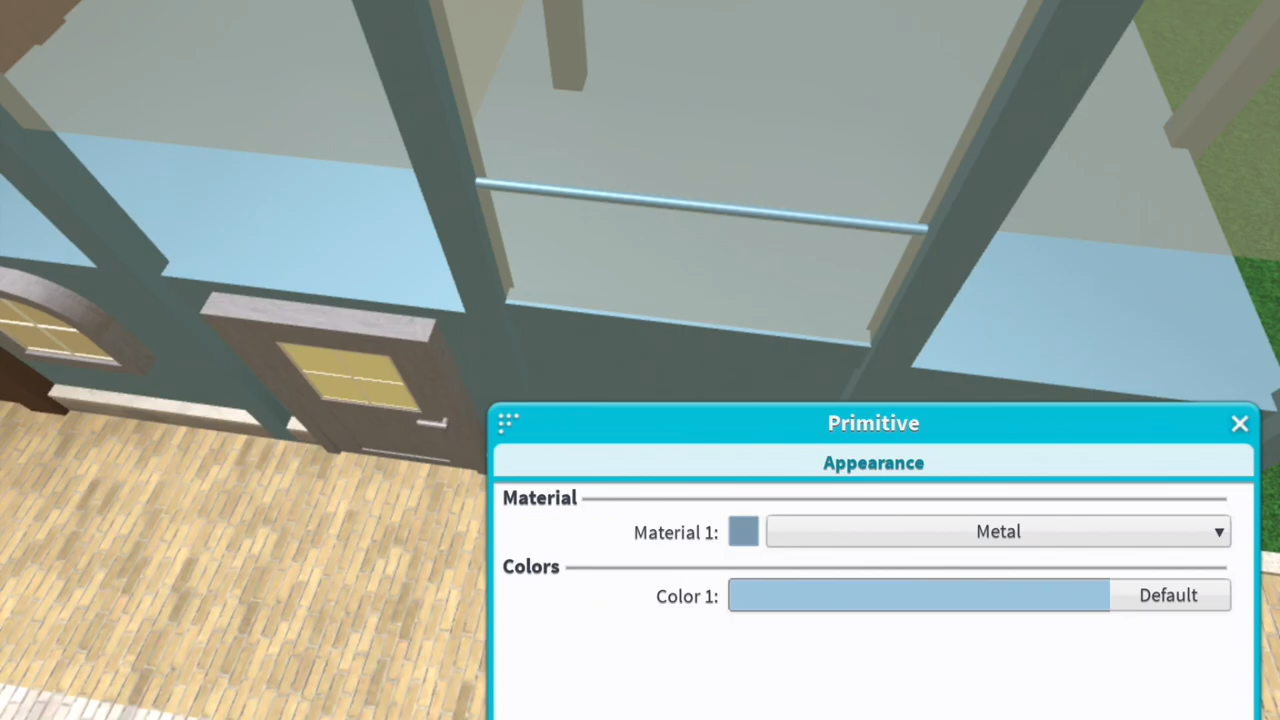 Primitive
Appearance
Material
Material 1: Metal
Colors
Color 1: Default